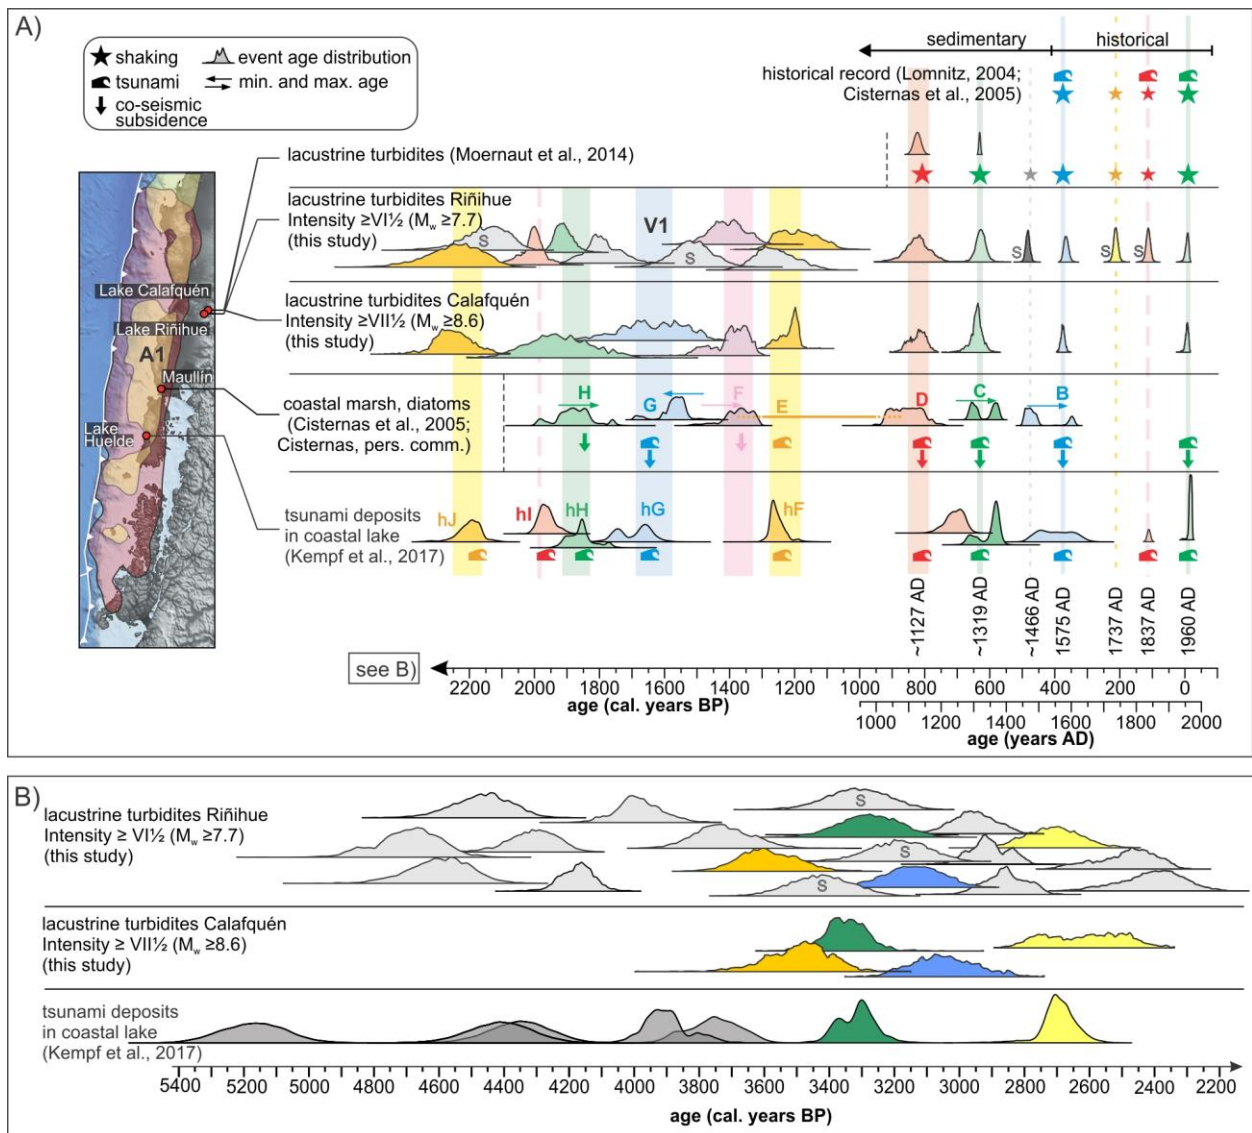 A)
shaking
event age distribution
tsunami
min. and max. age
co-seismic
subsidence
sedimentary
historical
historical record (Lomnitz, 2004;
Cisternas et al., 2005)
lacustrine turbidites (Moernaut et al., 2014)
lacustrine turbidites Riñihue
Intensity ≥VI½ (Mw ≥7.7)
(this study)
S
V1
S
S
S
S
Lake Calafquén
Lake Riñihue
A1
Maullín
Lake
Huelde
lacustrine turbidites Calafquén
Intensity ≥VII½ (Mw ≥8.6)
(this study)
coastal marsh, diatoms
(Cisternas et al., 2005;
Cisternas, pers. comm.)
H
G
F
E
D
C
B
tsunami deposits
in coastal lake
(Kempf et al., 2017)
hJ
hI
hH
hG
hF
~1127 AD
~1319 AD
~1466 AD
1575 AD
1737 AD
1837 AD
1960 AD
see B)
2200 2000 1800 1600 1400 1200 1000 800 600 400 200 0
age (cal. years BP)
1000 1200 1400 1600 1800 2000
age (years AD)
B)
lacustrine turbidites Riñihue
Intensity ≥ VI½ (Mw ≥7.7)
(this study)
S
S
S
lacustrine turbidites Calafquén
Intensity ≥ VII½ (Mw ≥8.6)
(this study)
tsunami deposits
in coastal lake
(Kempf et al., 2017)
5400 5200 5000 4800 4600 4400 4200 4000 3800 3600 3400 3200 3000 2800 2600 2400 2200
age (cal. years BP)